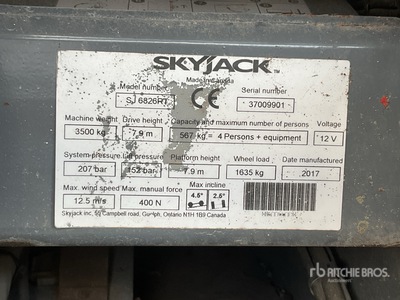 SKYJACK™
Made in Canada
Model number CE Serial number
SJ 6826RT 37009901
Machine weight Drive height Capacity and maximum number of persons Voltage
3500 kg 7.9 m 567 kg = 4 Persons + equipment 12 V
System pressure Lift pressure Platform height Wheel load Date manufactured
207 bar 152 bar 7.9 m 1635 kg 2017
Max. wind speed Max. manual force Max incline
12.5 m/s 400 N 4.5° 2.5°
Skyjack inc, 55 Campbell road, Guelph, Ontario N1H 1B9 Canada
rb RITCHIE BROS.
Auctioneers